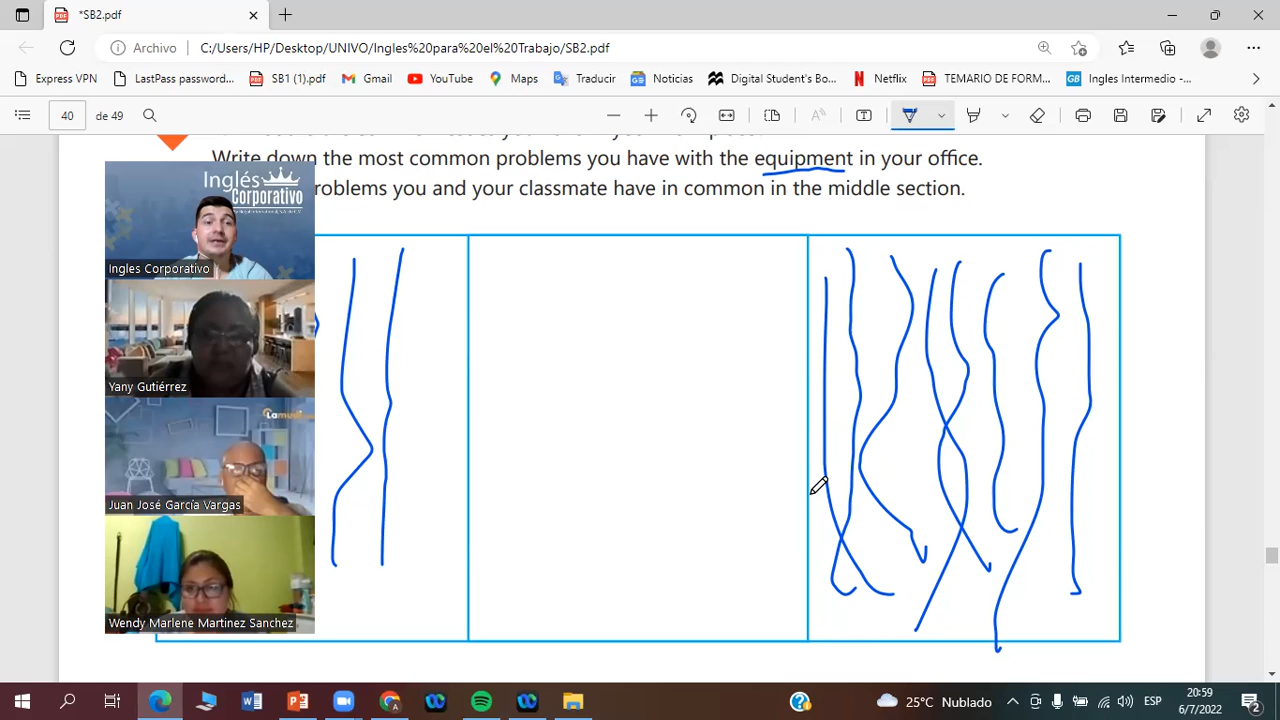 *SB2.pdf
Archivo
C:/Users/HP/Desktop/UNIVO/Ingles%20para%20el%20Trabajo/SB2.pdf
Express VPN
LastPass password...
SB1 (1).pdf
Gmail
YouTube
Maps
Traducir
Noticias
Digital Student's Bo...
Netflix
TEMARIO DE FORM...
Ingles Intermedio -...
40
de 49
Write down the most common problems you have with the equipment in your office.
roblems you and your classmate have in common in the middle section.
Inglés
Corporativo
Ingles Corporativo
Yany Gutiérrez
Lamudi
Juan José García Vargas
Wendy Marlene Martinez Sanchez
25°C Nublado
ESP
20:59
6/7/2022
2